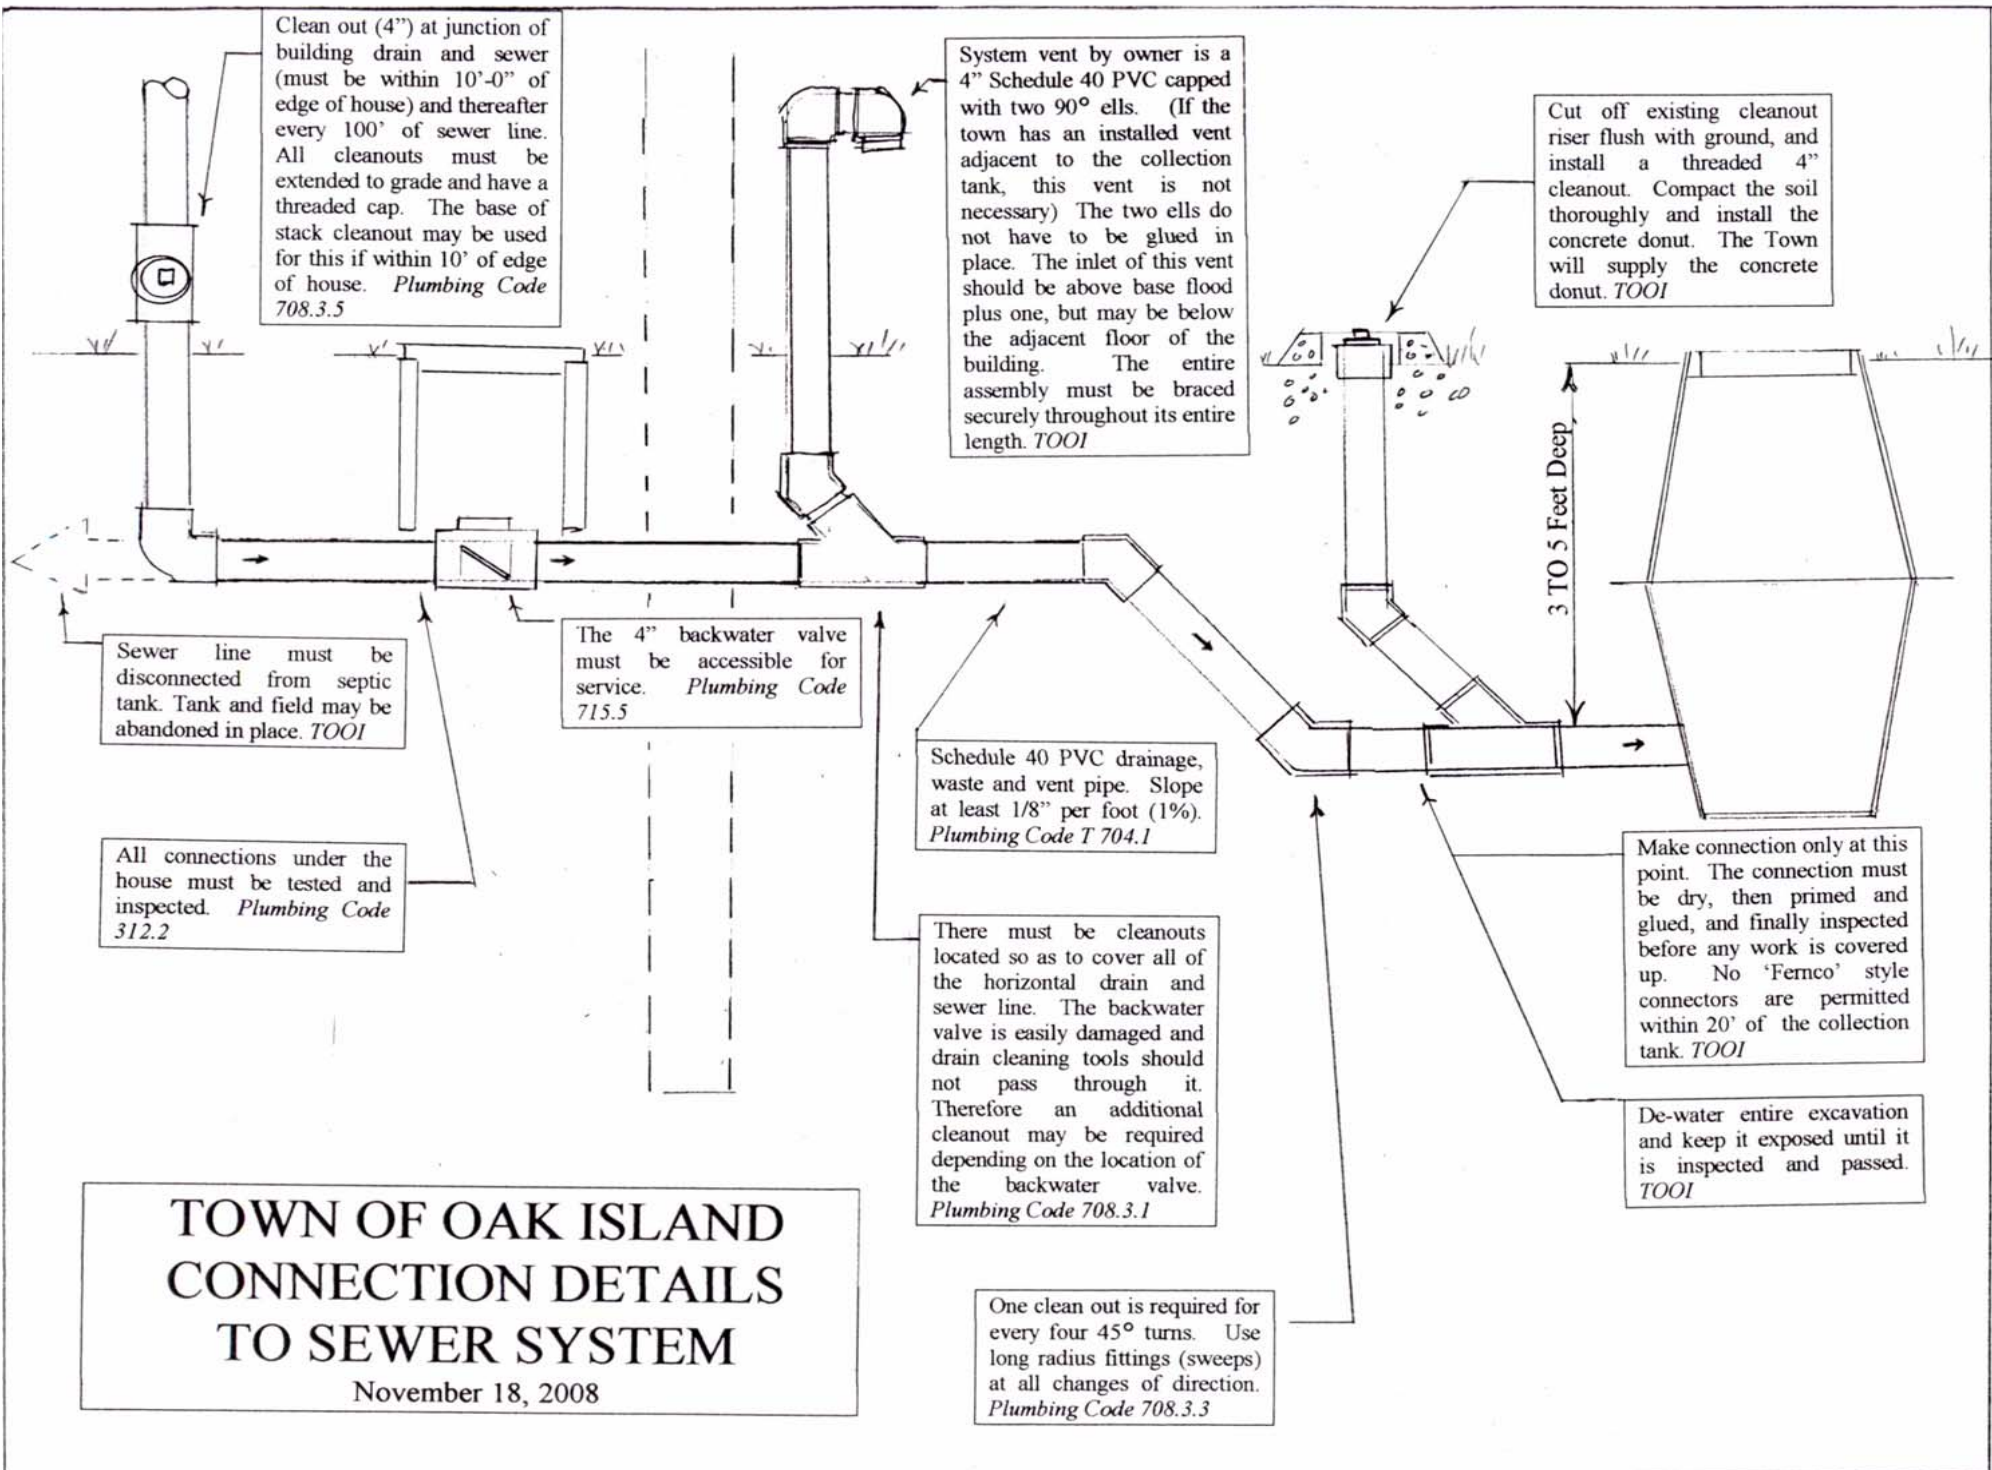 Clean out (4”) at junction of
building drain and sewer
(must be within 10’-0” of
edge of house) and thereafter
every 100’ of sewer line.
All cleanouts must be
extended to grade and have a
threaded cap. The base of
stack cleanout may be used
for this if within 10’ of edge
of house. Plumbing Code
708.3.5
System vent by owner is a
4” Schedule 40 PVC capped
with two 90° ells. (If the
town has an installed vent
adjacent to the collection
tank, this vent is not
necessary) The two ells do
not have to be glued in
place. The inlet of this vent
should be above base flood
plus one, but may be below
the adjacent floor of the
building. The entire
assembly must be braced
securely throughout its entire
length. TOOI
Cut off existing cleanout
riser flush with ground, and
install a threaded 4”
cleanout. Compact the soil
thoroughly and install the
concrete donut. The Town
will supply the concrete
donut. TOOI
3 TO 5 Feet Deep
Sewer line must be
disconnected from septic
tank. Tank and field may be
abandoned in place. TOOI
The 4” backwater valve
must be accessible for
service. Plumbing Code
715.5
Schedule 40 PVC drainage,
waste and vent pipe. Slope
at least 1/8” per foot (1%).
Plumbing Code T 704.1
All connections under the
house must be tested and
inspected. Plumbing Code
312.2
Make connection only at this
point. The connection must
be dry, then primed and
glued, and finally inspected
before any work is covered
up. No ‘Fernco’ style
connectors are permitted
within 20’ of the collection
tank. TOOI
There must be cleanouts
located so as to cover all of
the horizontal drain and
sewer line. The backwater
valve is easily damaged and
drain cleaning tools should
not pass through it.
Therefore an additional
cleanout may be required
depending on the location of
the backwater valve.
Plumbing Code 708.3.1
De-water entire excavation
and keep it exposed until it
is inspected and passed.
TOOI
One clean out is required for
every four 45° turns. Use
long radius fittings (sweeps)
at all changes of direction.
Plumbing Code 708.3.3
TOWN OF OAK ISLAND
CONNECTION DETAILS
TO SEWER SYSTEM
November 18, 2008